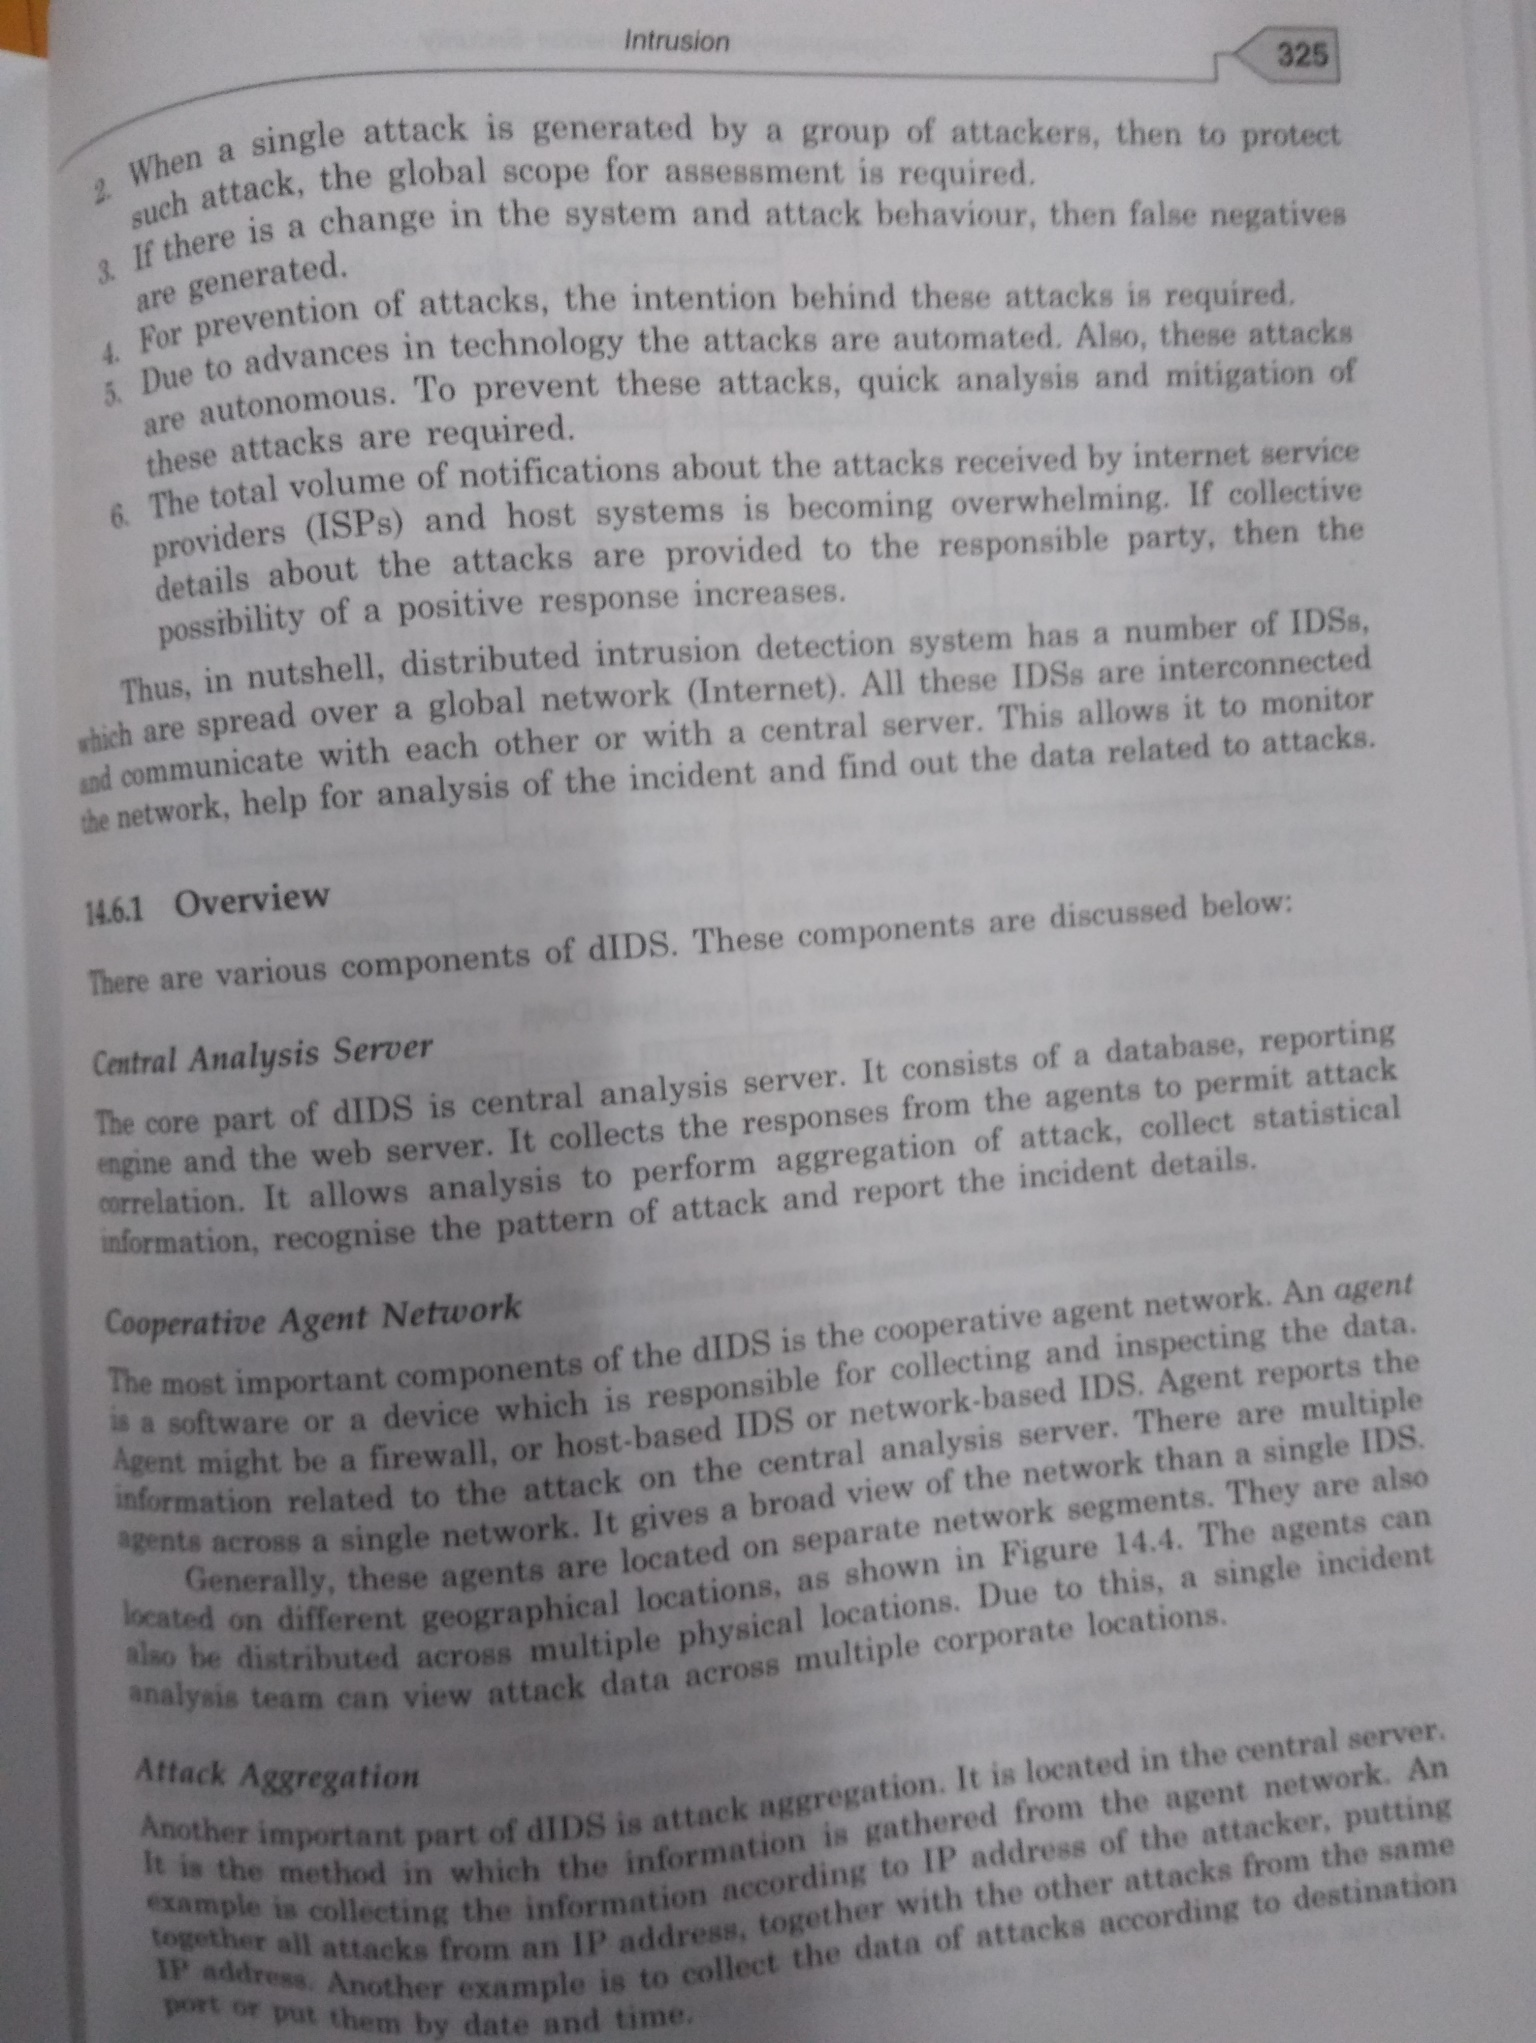 Intrusion
325
2. When a single attack is generated by a group of attackers, then to protect
such attack, the global scope for assessment is required.
3. If there is a change in the system and attack behaviour, then false negatives
are generated.
4. For prevention of attacks, the intention behind these attacks is required.
5. Due to advances in technology the attacks are automated. Also, these attacks
are autonomous. To prevent these attacks, quick analysis and mitigation of
these attacks are required.
6. The total volume of notifications about the attacks received by internet service
providers (ISPs) and host systems is becoming overwhelming. If collective
details about the attacks are provided to the responsible party, then the
possibility of a positive response increases.
Thus, in nutshell, distributed intrusion detection system has a number of IDSs,
which are spread over a global network (Internet). All these IDSs are interconnected
and communicate with each other or with a central server. This allows it to monitor
the network, help for analysis of the incident and find out the data related to attacks.
14.6.1 Overview
There are various components of dIDS. These components are discussed below:
Central Analysis Server
The core part of dIDS is central analysis server. It consists of a database, reporting
engine and the web server. It collects the responses from the agents to permit attack
correlation. It allows analysis to perform aggregation of attack, collect statistical
information, recognise the pattern of attack and report the incident details.
Cooperative Agent Network
The most important components of the dIDS is the cooperative agent network. An agent
is a software or a device which is responsible for collecting and inspecting the data.
Agent might be a firewall, or host-based IDS or network-based IDS. Agent reports the
information related to the attack on the central analysis server. There are multiple
agents across a single network. It gives a broad view of the network than a single IDS.
Generally, these agents are located on separate network segments. They are also
located on different geographical locations, as shown in Figure 14.4. The agents can
also be distributed across multiple physical locations. Due to this, a single incident
analysis team can view attack data across multiple corporate locations.
Attack Aggregation
Another important part of dIDS is attack aggregation. It is located in the central server.
It is the method in which the information is gathered from the agent network. An
example is collecting the information according to IP address of the attacker, putting
together all attacks from an IP address, together with the other attacks from the same
IP address. Another example is to collect the data of attacks according to destination
port or put them by date and time.